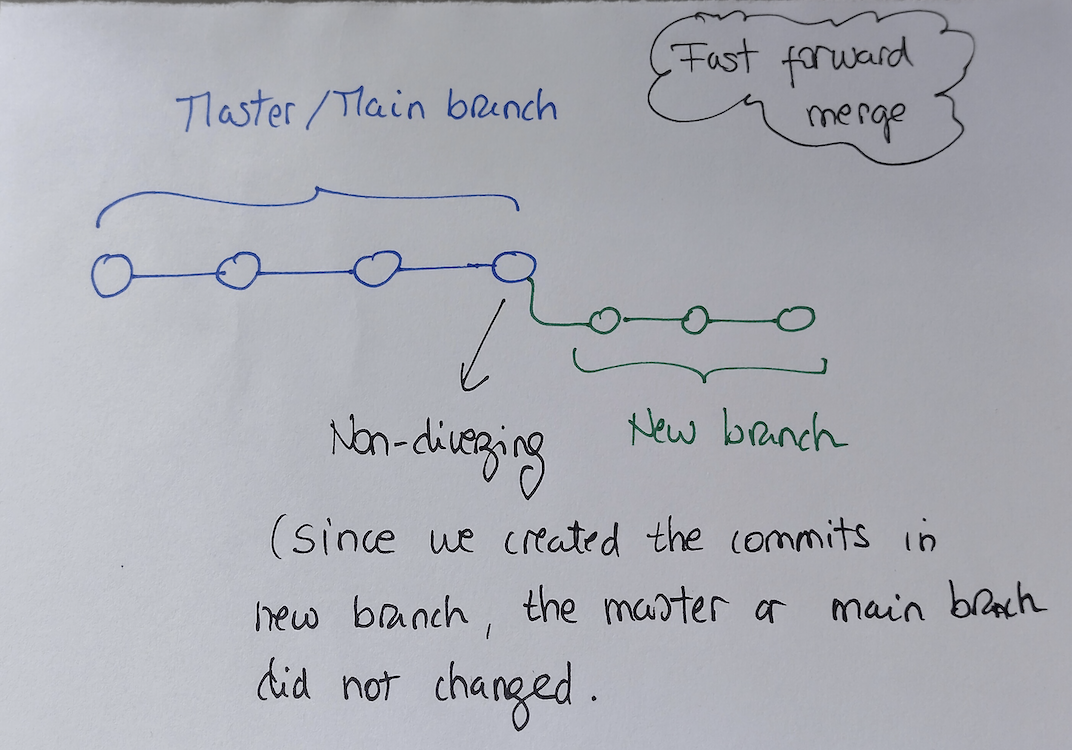 Fast forward
merge
Master/Main branch
Non-diverging
New branch
(Since we created the commits in
new branch, the master or main branch
did not changed.